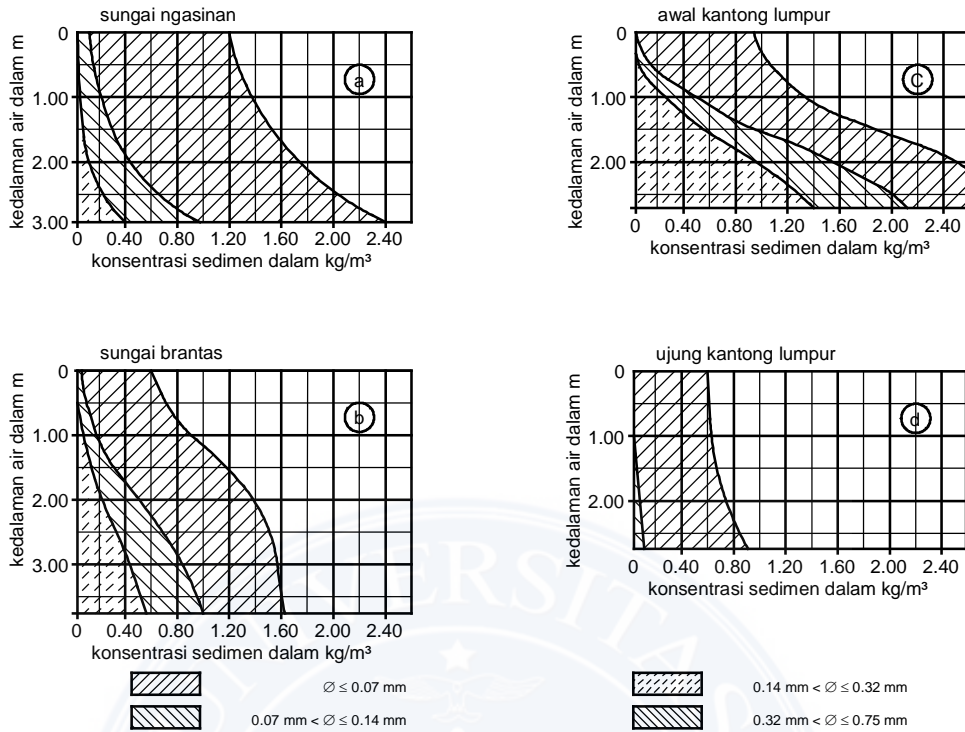 sungai ngasinan
kedalaman air dalam m
0
1.00
2.00
3.00
a
0 0.40 0.80 1.20 2.00 2.40
konsentrasi sedimen dalam kg/m³
awal kantong lumpur
kedalaman air dalam m
0
1.00
2.00
C
0 0.40 0.80 1.20 1.60 2.00 2.40
konsentrasi sedimen dalam kg/m³
sungai brantas
kedalaman air dalam m
0
1.00
2.00
3.00
b
0 0.40 0.80 1.20 1.60 2.00 2.40
konsentrasi sedimen dalam kg/m³
ujung kantong lumpur
kedalaman air dalam m
0
1.00
2.00
d
0 0.40 0.80 1.20 1.60 2.00 2.40
konsentrasi sedimen dalam kg/m³
∅ ≤ 0.07 mm
0.07 mm < ∅ ≤ 0.14 mm
0.14 mm < ∅ ≤ 0.32 mm
0.32 mm < ∅ ≤ 0.75 mm